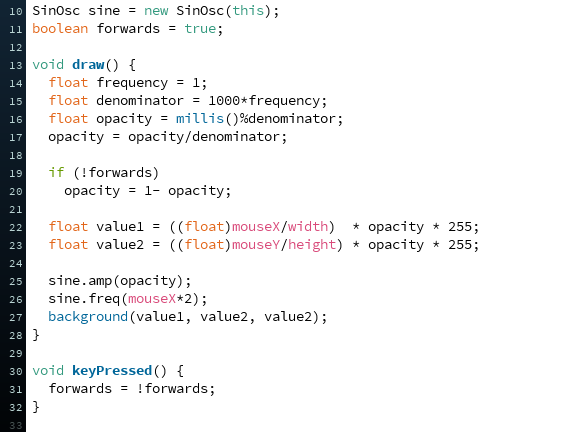 10 SinOsc sine = new SinOsc(this);
11 boolean forwards = true;
12
13 void draw() {
14   float frequency = 1;
15   float denominator = 1000*frequency;
16   float opacity = millis()%denominator;
17   opacity = opacity/denominator;
18
19   if (!forwards)
20     opacity = 1- opacity;
21
22   float value1 = ((float)mouseX/width)  * opacity * 255;
23   float value2 = ((float)mouseY/height) * opacity * 255;
24
25   sine.amp(opacity);
26   sine.freq(mouseX*2);
27   background(value1, value2, value2);
28 }
29
30 void keyPressed() {
31   forwards = !forwards;
32 }
33